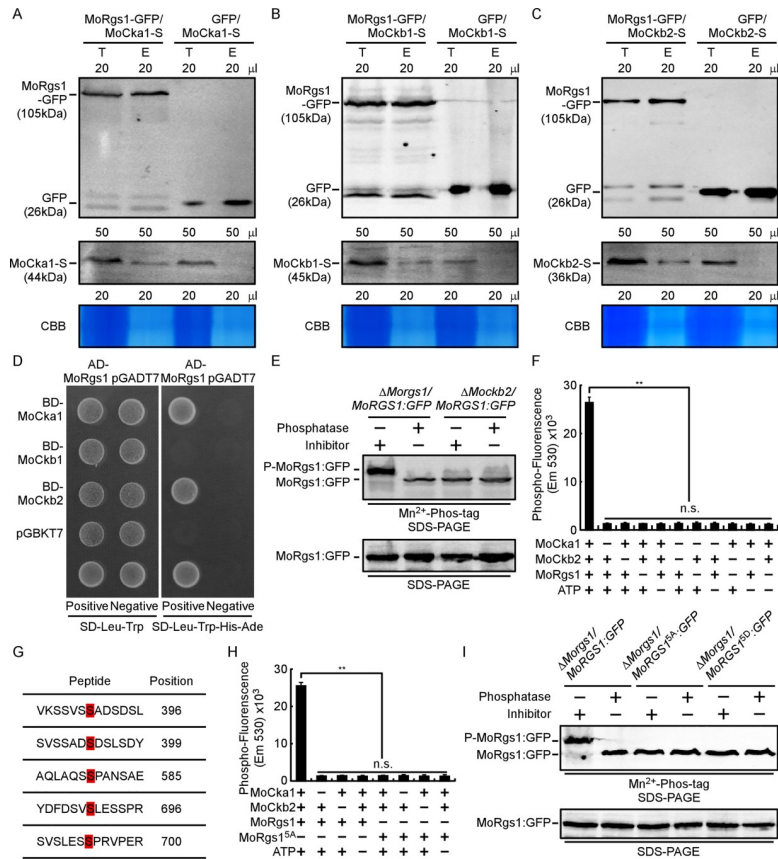 A
MoRgs1-GFP/ GFP/
MoCka1-S MoCka1-S
T E T E
20 20 20 20 μl
MoRgs1
-GFP
(105kDa)
GFP
(26kDa)
50 50 50 50
MoCka1-S
(44kDa)
20 20 20 20 μl
CBB
B
MoRgs1-GFP/ GFP/
MoCkb1-S MoCkb1-S
T E T E
20 20 20 20 μl
MoRgs1
-GFP
(105kDa)
GFP
(26kDa)
50 50 50 50
MoCkb1-S
(45kDa)
20 20 20 20 μl
CBB
C
MoRgs1-GFP/ GFP/
MoCkb2-S MoCkb2-S
T E T E
20 20 20 20 μl
MoRgs1
-GFP
(105kDa)
GFP
(26kDa)
50 50 50 50
MoCkb2-S
(36kDa)
20 20 20 20 μl
CBB
D
AD- AD-
MoRgs1 pGADT7 MoRgs1 pGADT7
BD-
MoCka1
BD-
MoCkb1
BD-
MoCkb2
pGBKT7
Positive Negative Positive Negative
SD-Leu-Trp SD-Leu-Trp-His-Ade
E
ΔMorgs1/ ΔMockb2/
MoRGS1:GFP MoRGS1:GFP
Phosphatase − + − +
Inhibitor + − + −
P-MoRgs1:GFP
MoRgs1:GFP
Mn2+-Phos-tag
SDS-PAGE
MoRgs1:GFP
SDS-PAGE
F
Phospho-Fluorenscence
(Em 530) x10³
30
20
10
0
**
n.s.
MoCka1 + − + + + − − + + + −
MoCkb2 + + − + + − + − − + +
MoRgs1 + + + − + + + − + − −
ATP + + + + − + − + − − +
G
Peptide Position
VKSSVSSADSDSL 396
SVSSADSDSLSDY 399
AQLAQSSPANSAE 585
YDFDSVSLESSPR 696
SVSLESSPRVPER 700
H
Phospho-Fluorenscence
(Em 530) x10³
30
20
10
0
**
n.s.
MoCka1
MoCkb2
MoRgs1
MoRgs15A
ATP
I
ΔMorgs1/
MoRGS1:GFP
ΔMorgs1/
MoRGS15A:GFP
ΔMorgs1/
MoRGS15D:GFP
Phosphatase − + − + − +
Inhibitor + − + − + −
P-MoRgs1:GFP
MoRgs1:GFP
Mn2+-Phos-tag
SDS-PAGE
MoRgs1:GFP
SDS-PAGE